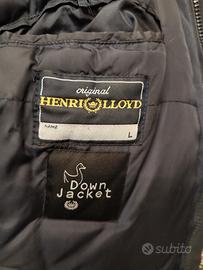 original
HENRI LLOYD
NAME
L
Down
Jacket
subito